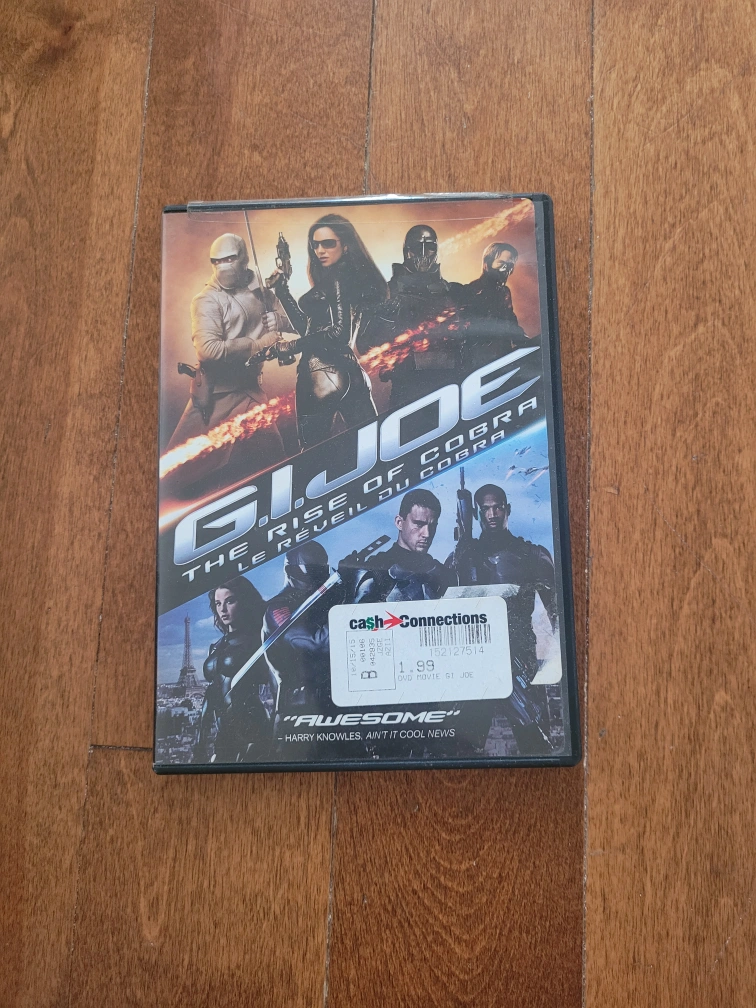 G.I.JOE
THE RISE OF COBRA
LE RÉVEIL DU COBRA
ca$h Connections
152127514
1.99
DVD MOVIE GI JOE
"AWESOME"
– HARRY KNOWLES, AIN'T IT COOL NEWS